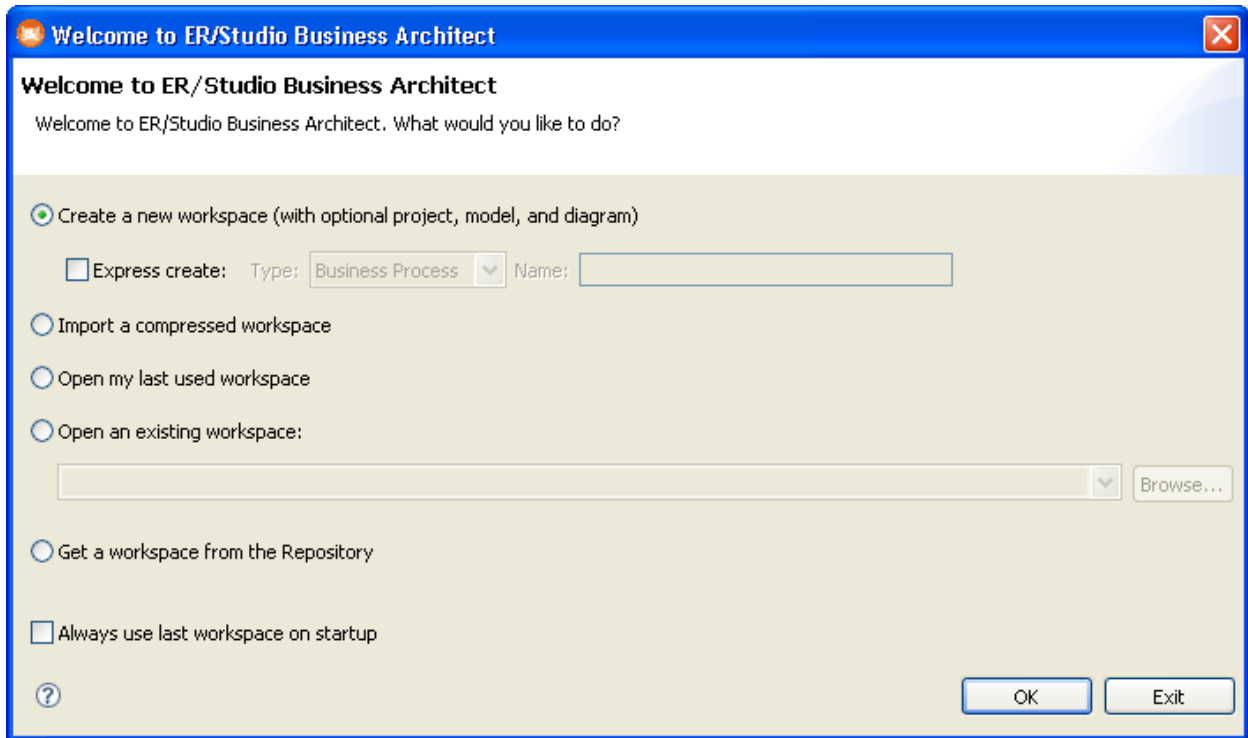 Welcome to ER/Studio Business Architect
Welcome to ER/Studio Business Architect
Welcome to ER/Studio Business Architect. What would you like to do?
Create a new workspace (with optional project, model, and diagram)
Express create: Type: Business Process Name:
Import a compressed workspace
Open my last used workspace
Open an existing workspace:
Browse...
Get a workspace from the Repository
Always use last workspace on startup
? OK Exit